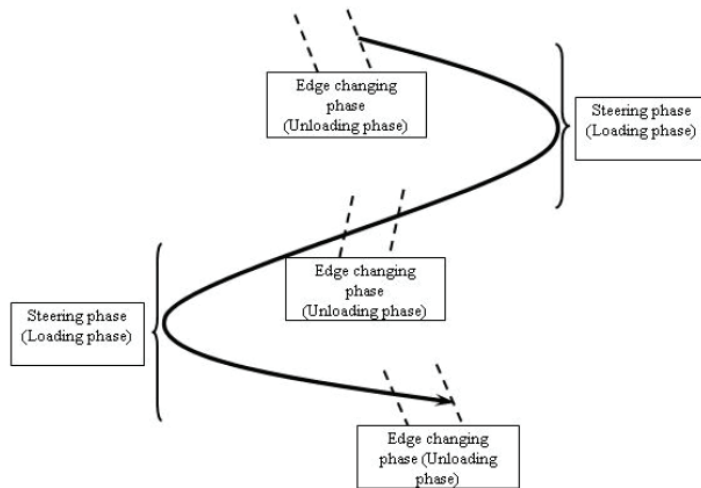 Edge changing
phase
(Unloading phase)
Steering phase
(Loading phase)
Edge changing
phase
(Unloading phase)
Steering phase
(Loading phase)
Edge changing
phase (Unloading
phase)